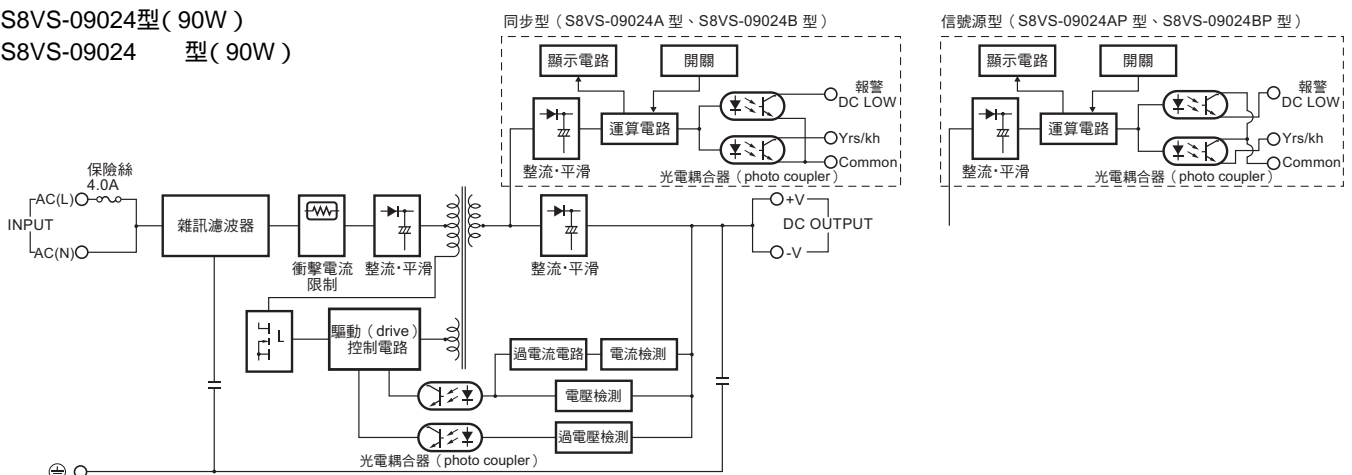 S8VS-09024型(90W)
S8VS-09024 型(90W)
同步型(S8VS-09024A 型、S8VS-09024B 型)
顯示電路
開關
報警
DC LOW
運算電路
Yrs/kh
Common
整流·平滑
光電耦合器(photo coupler)
信號源型(S8VS-09024AP 型、S8VS-09024BP 型)
顯示電路
開關
報警
DC LOW
運算電路
Yrs/kh
Common
整流·平滑
光電耦合器(photo coupler)
保險絲
4.0A
AC(L)
INPUT
AC(N)
雜訊濾波器
衝擊電流
限制
整流·平滑
整流·平滑
+V
DC OUTPUT
-V
驅動(drive)
控制電路
過電流電路
電流檢測
電壓檢測
過電壓檢測
光電耦合器(photo coupler)